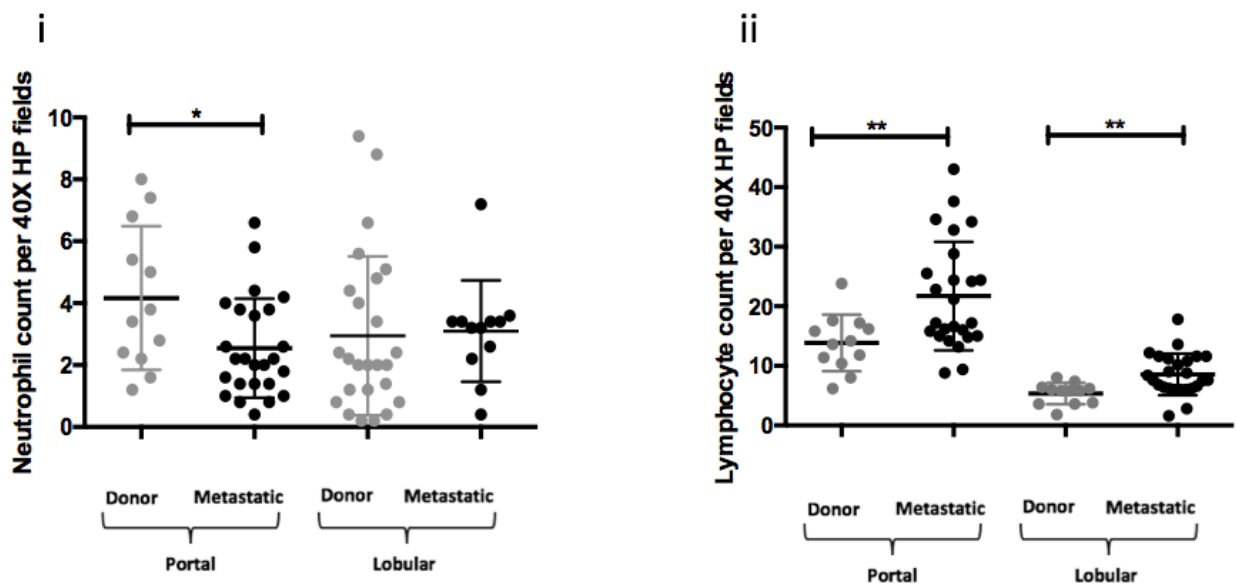 i
Neutrophil count per 40X HP fields
10
8
6
4
2
0
*
Donor Metastatic Donor Metastatic
Portal Lobular
ii
Lymphocyte count per 40X HP fields
50
40
30
20
10
0
** **
Donor Metastatic Donor Metastatic
Portal Lobular